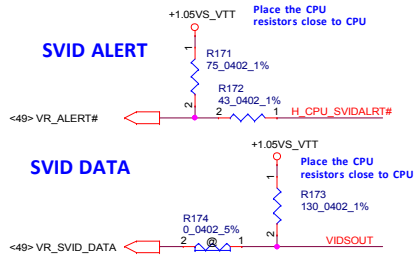 +1.05VS_VTT
Place the CPU
resistors close to CPU
SVID ALERT
1
R171
75_0402_1%
2
R172
43_0402_1%
<49> VR_ALERT#
2
1
H_CPU_SVIDALRT#
+1.05VS_VTT
SVID DATA
Place the CPU
resistors close to CPU
1
R173
130_0402_1%
2
R174
0_0402_5%
<49> VR_SVID_DATA
2
@
1
VIDSOUT